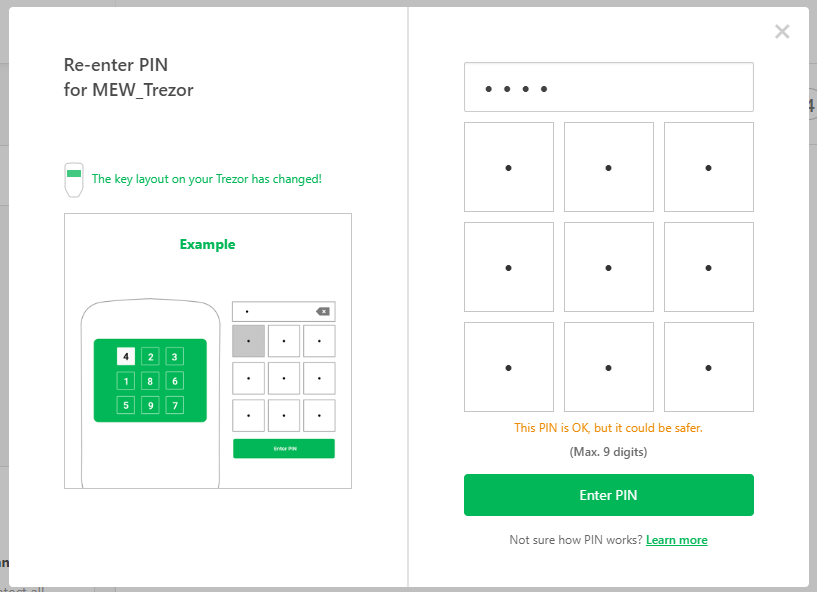 Re-enter PIN
for MEW_Trezor
The key layout on your Trezor has changed!
Example
4 2 3
1 8 6
5 9 7
Enter PIN
This PIN is OK, but it could be safer.
(Max. 9 digits)
Enter PIN
Not sure how PIN works? Learn more
4